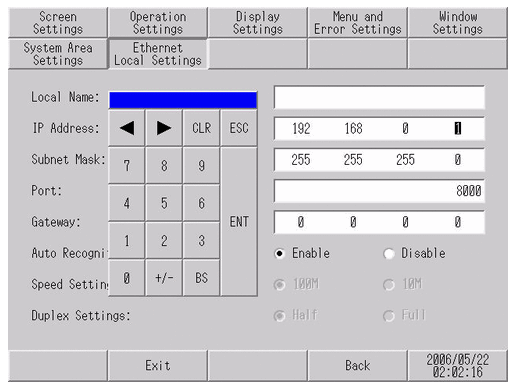 Screen Settings
Operation Settings
Display Settings
Menu and Error Settings
Window Settings
System Area Settings
Ethernet Local Settings
Local Name:
IP Address: 192 168 0 1
Subnet Mask: 255 255 255 0
Port: 8000
Gateway: 0 0 0 0
Auto Recogni Enable Disable
Speed Settin 100M 10M
Duplex Settings: Half Full
◀ ▶ CLR ESC
7 8 9
4 5 6
ENT
1 2 3
0 +/- BS
Exit
Back
2006/05/22
02:02:16